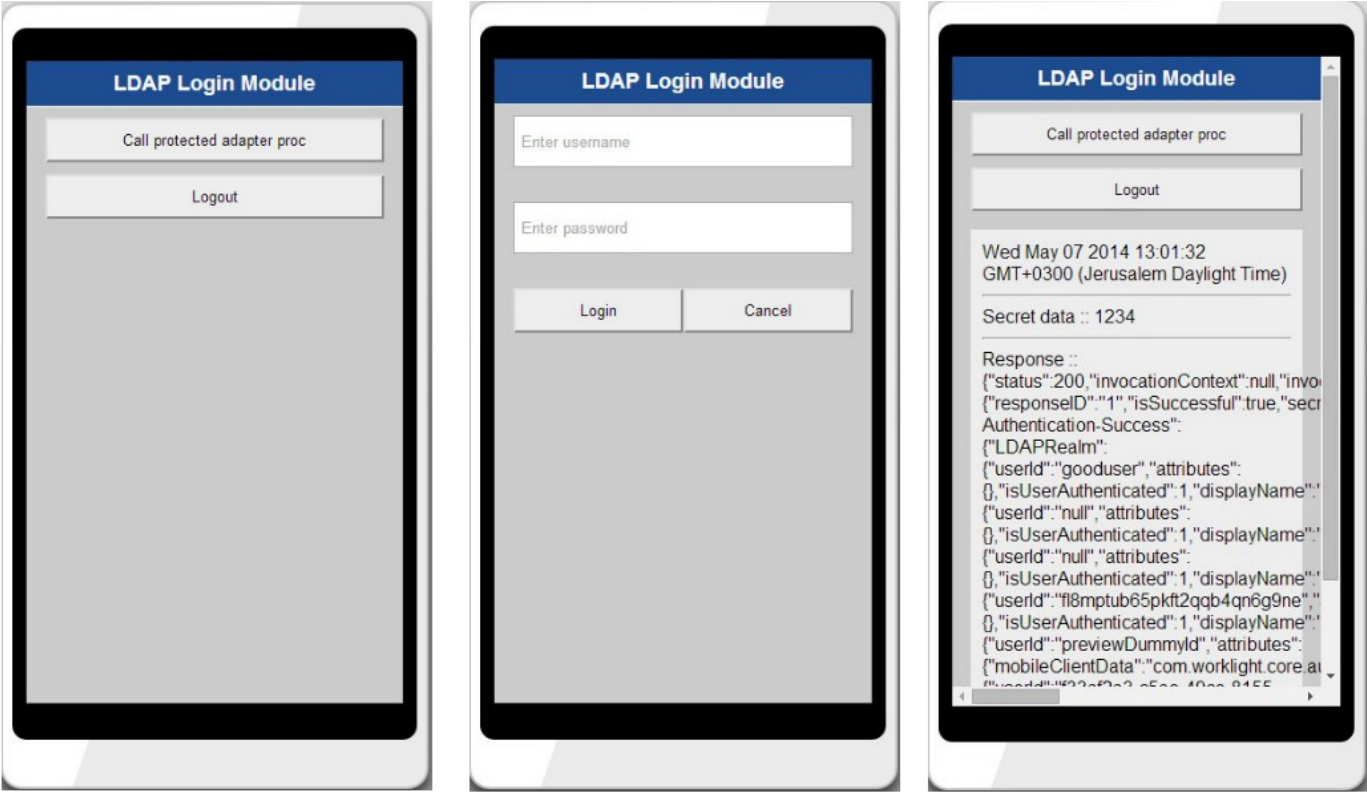 LDAP Login Module
Call protected adapter proc
Logout
LDAP Login Module
Enter username
Enter password
Login Cancel
LDAP Login Module
Call protected adapter proc
Logout
Wed May 07 2014 13:01:32
GMT+0300 (Jerusalem Daylight Time)
Secret data :: 1234
Response ::
{"status":200,"invocationContext":null,"invo
{"responseID":"1","isSuccessful":true,"secr
Authentication-Success":
{"LDAPRealm":
{"userId":"gooduser","attributes":
{},"isUserAuthenticated":1,"displayName":"
{"userId":"null","attributes":
{},"isUserAuthenticated":1,"displayName":"
{"userId":"null","attributes":
{},"isUserAuthenticated":1,"displayName":"
{"userId":"fl8mptub65pkft2qqb4qn6g9ne","
{},"isUserAuthenticated":1,"displayName":"
{"userId":"previewDummyId","attributes":
{"mobileClientData":"com.worklight.core.au